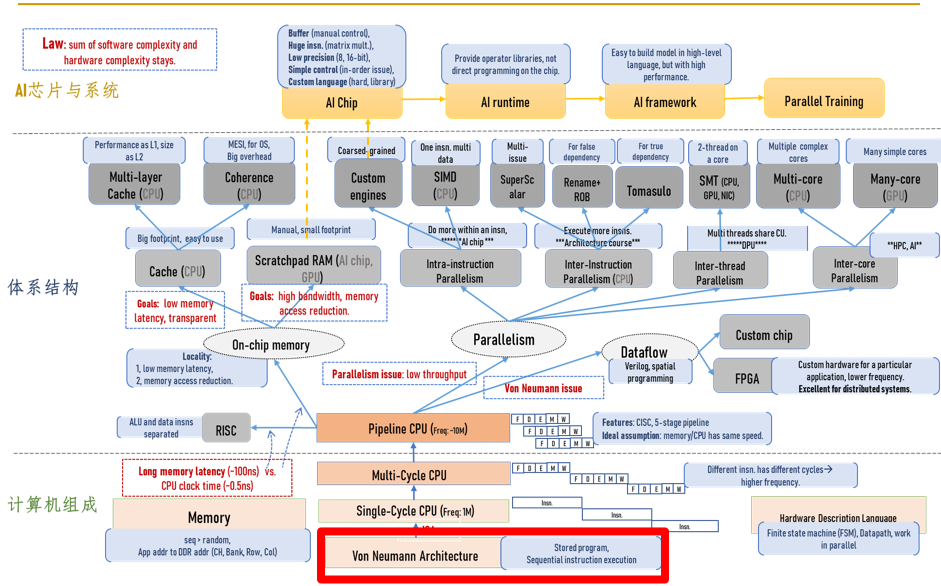 Law: sum of software complexity and
hardware complexity stays.
Buffer (manual control),
Huge insn. (matrix mult.),
Low precision (8, 16-bit),
Simple control (in-order issue),
Custom language (hard, library)
Provide operator libraries, not
direct programming on the chip.
Easy to build model in high-level
language, but with high
performance.
AI芯片与系统
AI Chip
AI runtime
AI framework
Parallel Training
Performance as L1, size
as L2
MESI, for OS,
Big overhead
Coarsed-grained
One insn. multi
data
Multi-
issue
For false
dependency
For true
dependency
2-thread on
a core
Multiple complex
cores
Many simple cores
Multi-layer
Cache (CPU)
Coherence
(CPU)
Custom
engines
SIMD
(CPU)
SuperSc
alar
Rename+
ROB
Tomasulo
SMT (CPU,
GPU, NIC)
Multi-core
(CPU)
Many-core
(GPU)
Big footprint, easy to use
Manual, small footprint
Do more within an insn,
*****AI chip ***
Execute more insns.
***Architecture course***
Multi threads share CU.
*****DPU****
**HPC, AI**
体系结构
Cache (CPU)
Scratchpad RAM (AI chip,
GPU)
Intra-instruction
Parallelism
Inter-Instruction
Parallelism (CPU)
Inter-thread
Parallelism
Inter-core
Parallelism
Goals: low memory
latency, transparent
Goals: high bandwidth, memory
access reduction.
On-chip memory
Parallelism
Dataflow
Verilog, spatial
programming
Custom chip
FPGA
Custom hardware for a particular
application, lower frequency.
Excellent for distributed systems.
Locality:
1, low memory latency,
2, memory access reduction.
Parallelism issue: low throughput
Von Neumann issue
ALU and data insns
separated
RISC
Pipeline CPU (Freq: ~10M)
F D E M W
F D E M W
F D E M W
Features: CISC, 5-stage pipeline
Ideal assumption: memory/CPU has same speed.
Long memory latency (~100ns) vs.
CPU clock time (~0.5ns)
Multi-Cycle CPU
F D E M W
F D E M W
F D E M W
Different insn. has different cycles→
higher frequency.
计算机组成
Memory
seq > random,
App addr to DDR addr (CH, Bank, Row, Col)
Single-Cycle CPU (Freq: 1M)
Insn.
Insn.
Insn.
Hardware Description Language
Finite state machine (FSM), Datapath, work
in parallel
Von Neumann Architecture
Stored program,
Sequential instruction execution